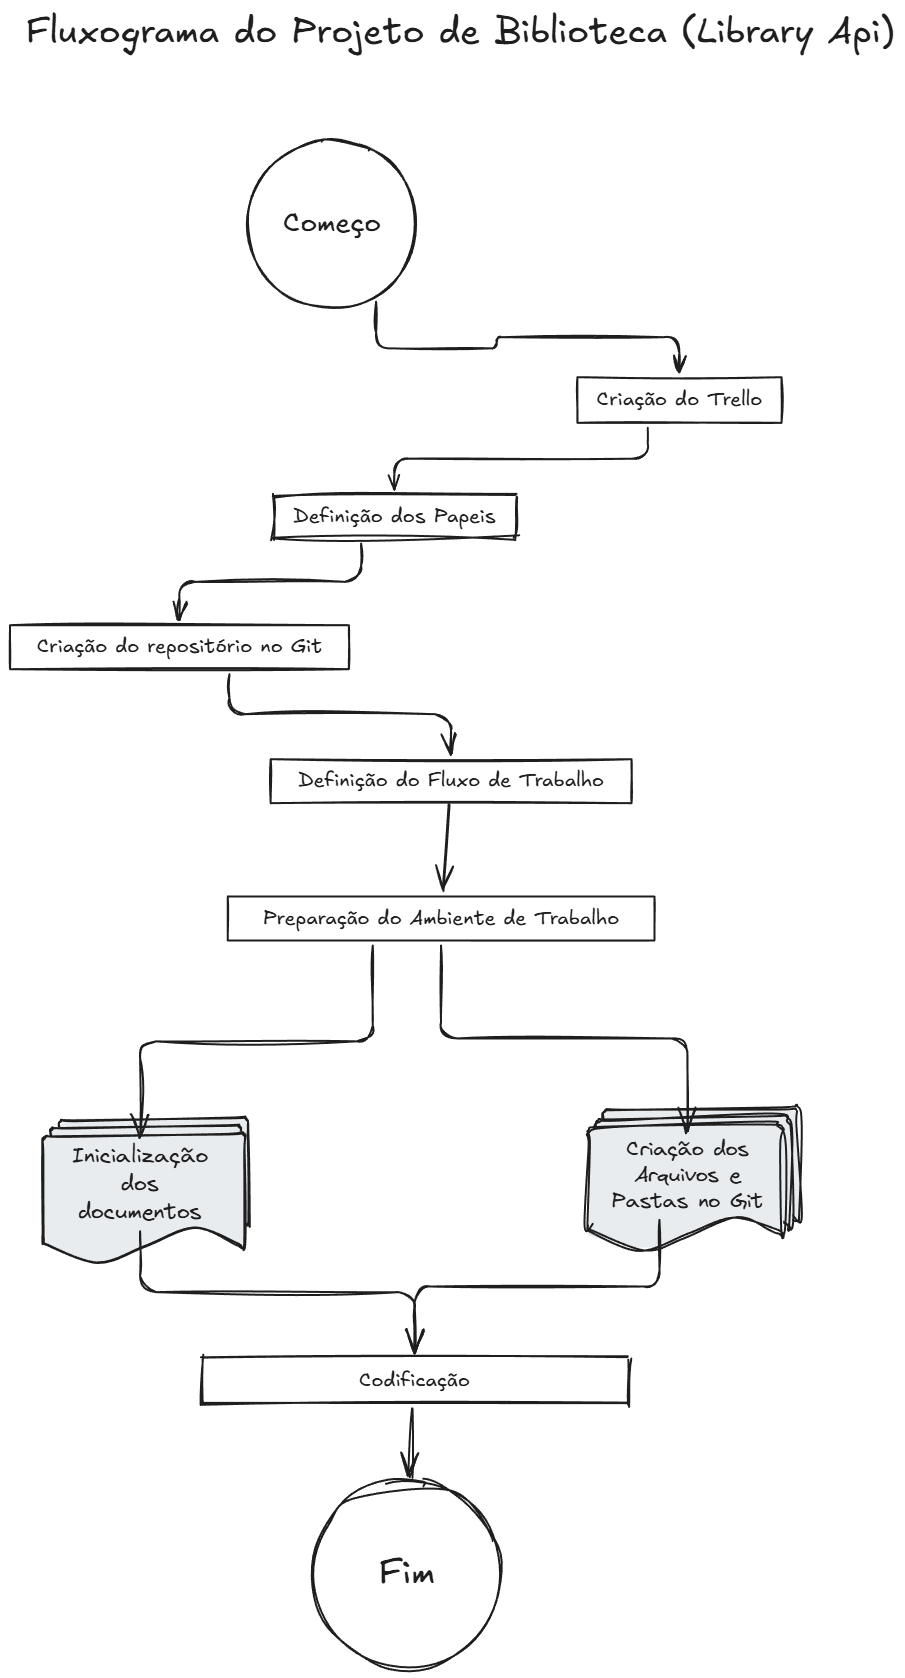 Fluxograma do Projeto de Biblioteca (Library Api)
Começo
Criação do Trello
Definição dos Papeis
Criação do repositório no Git
Definição do Fluxo de Trabalho
Preparação do Ambiente de Trabalho
Inicialização
dos
documentos
Criação dos
Arquivos e
Pastas no Git
Codificação
Fim